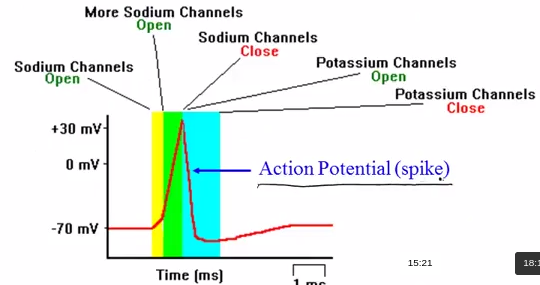 More Sodium Channels
Open
Sodium Channels
Close
Sodium Channels
Open
Potassium Channels
Open
Potassium Channels
Close
+30 mV
0 mV
Action Potential (spike)
-70 mV
15:21
Time (ms)
1 ms